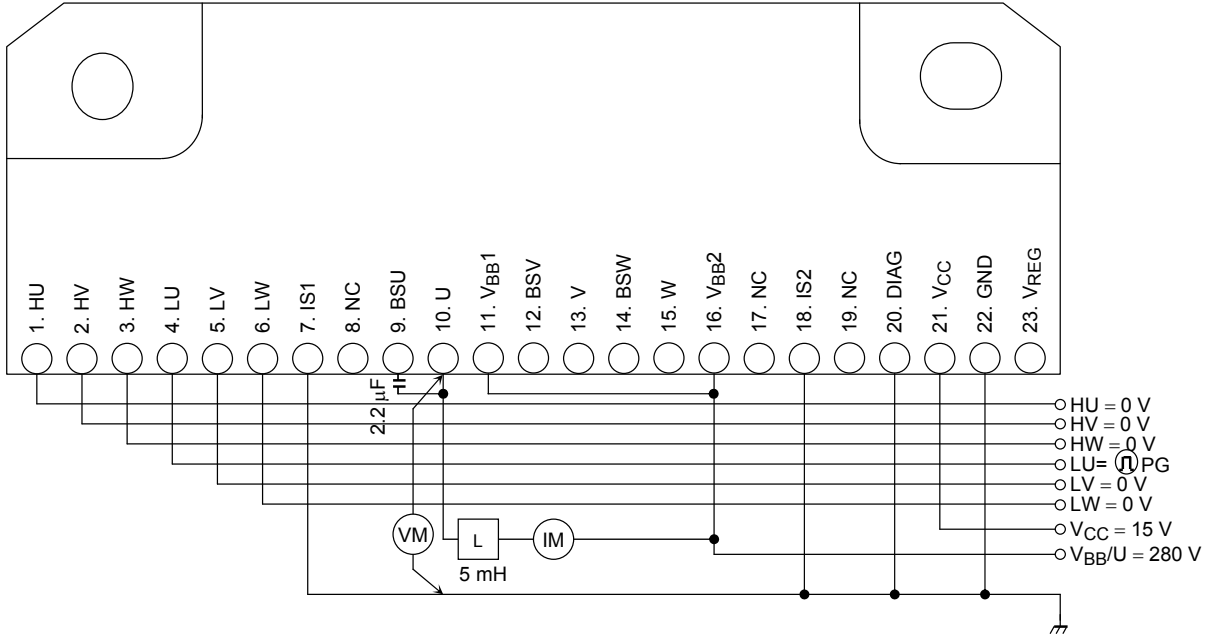 1. HU
2. HV
3. HW
4. LU
5. LV
6. LW
7. IS1
8. NC
9. BSU
10. U
11. VBB1
12. BSV
13. V
14. BSW
15. W
16. VBB2
17. NC
18. IS2
19. NC
20. DIAG
21. VCC
22. GND
23. VREG
2.2 μF
HU = 0 V
HV = 0 V
HW = 0 V
LU= PG
LV = 0 V
LW = 0 V
VCC = 15 V
VBB/U = 280 V
VM
L
IM
5 mH